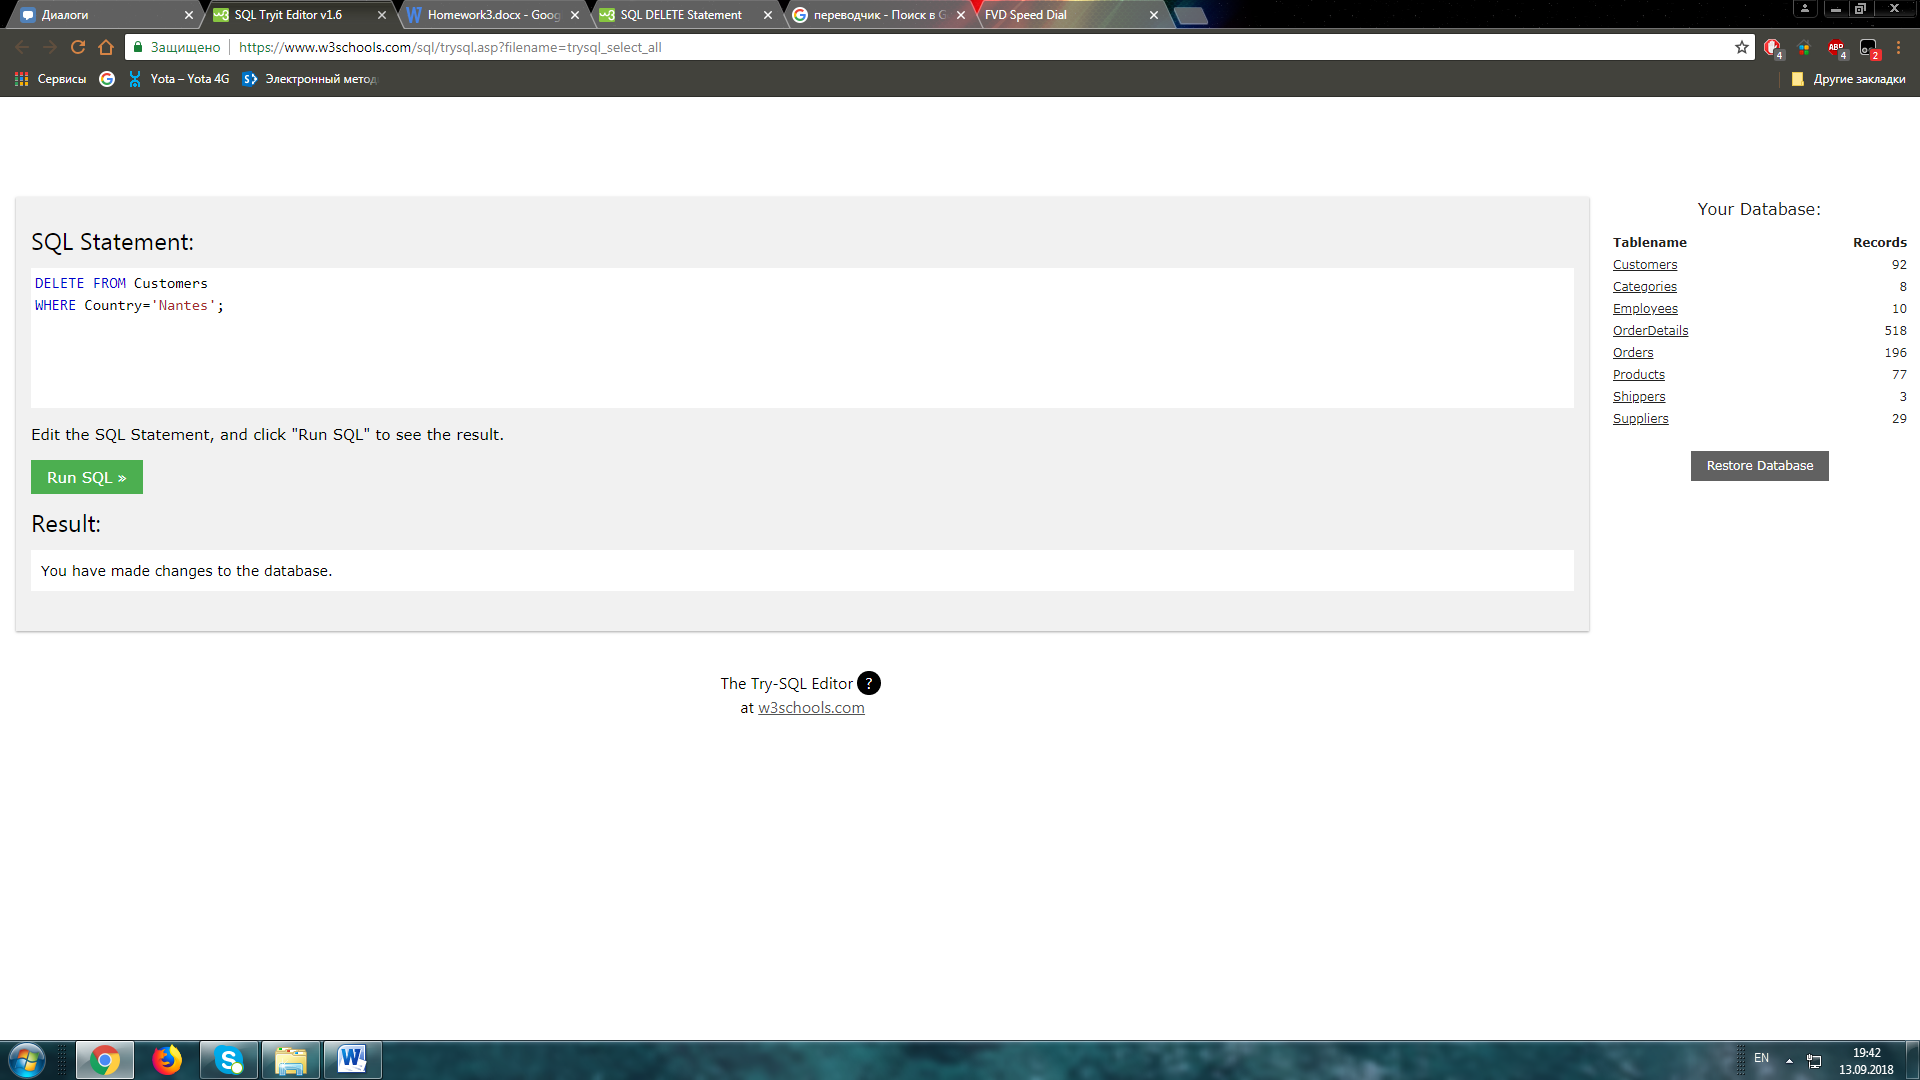 Диалоги
SQL Tryit Editor v1.6
Homework3.docx - Goog
SQL DELETE Statement
переводчик - Поиск в G
FVD Speed Dial
Защищено
https://www.w3schools.com/sql/trysql.asp?filename=trysql_select_all
4
ABP 4
2
Сервисы
Yota – Yota 4G
Электронный метод
Другие закладки
SQL Statement:
DELETE FROM Customers
WHERE Country='Nantes';
Edit the SQL Statement, and click "Run SQL" to see the result.
Run SQL »
Result:
You have made changes to the database.
The Try-SQL Editor ?
at w3schools.com
Your Database:
Tablename Records
Customers 92
Categories 8
Employees 10
OrderDetails 518
Orders 196
Products 77
Shippers 3
Suppliers 29
Restore Database
EN
19:42
13.09.2018